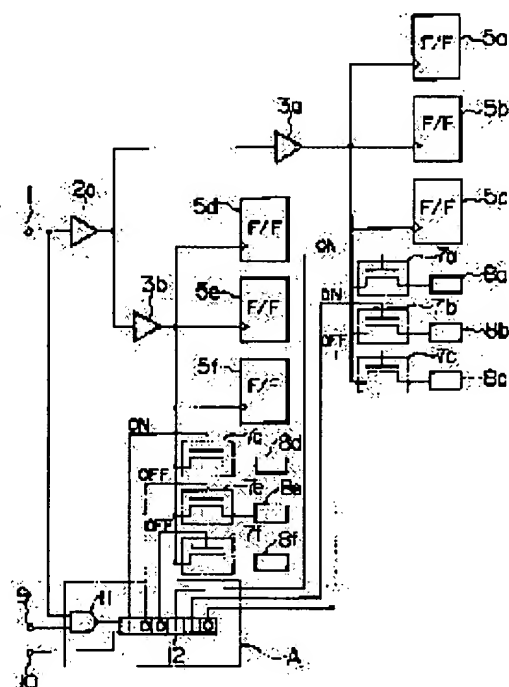 F/F 5a
3a
F/F 5b
1 2a
5d F/F
F/F 5c
ON 7a
3b 5e F/F
ON 8a
7b
OFF 8b
5f F/F
7c
8c
ON
8d
OFF 7e 8e
OFF 7f
8f
9 11
12 A
10